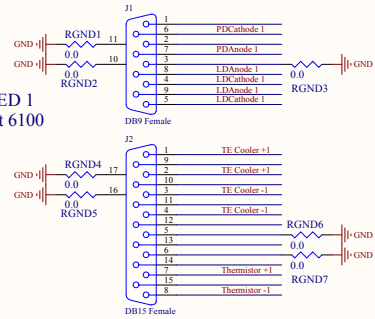 J1
RGND1
GND
11
1
6
PDCathode 1
2
7
PDAnode 1
0.0
GND
10
3
8
LDAnode 1
GND
0.0
RGND2
4
LDCathode 1
0.0
9
LDAnode 1
RGND3
5
LDCathode 1
ED 1
t 6100
DB9 Female
J2
RGND4
GND
17
1
TE Cooler +1
9
0.0
2
TE Cooler +1
GND
16
10
0.0
3
TE Cooler -1
RGND5
11
4
TE Cooler -1
12
RGND6
5
GND
13
0.0
6
GND
14
0.0
7
Thermistor +1
RGND7
15
8
Thermistor -1
DB15 Female